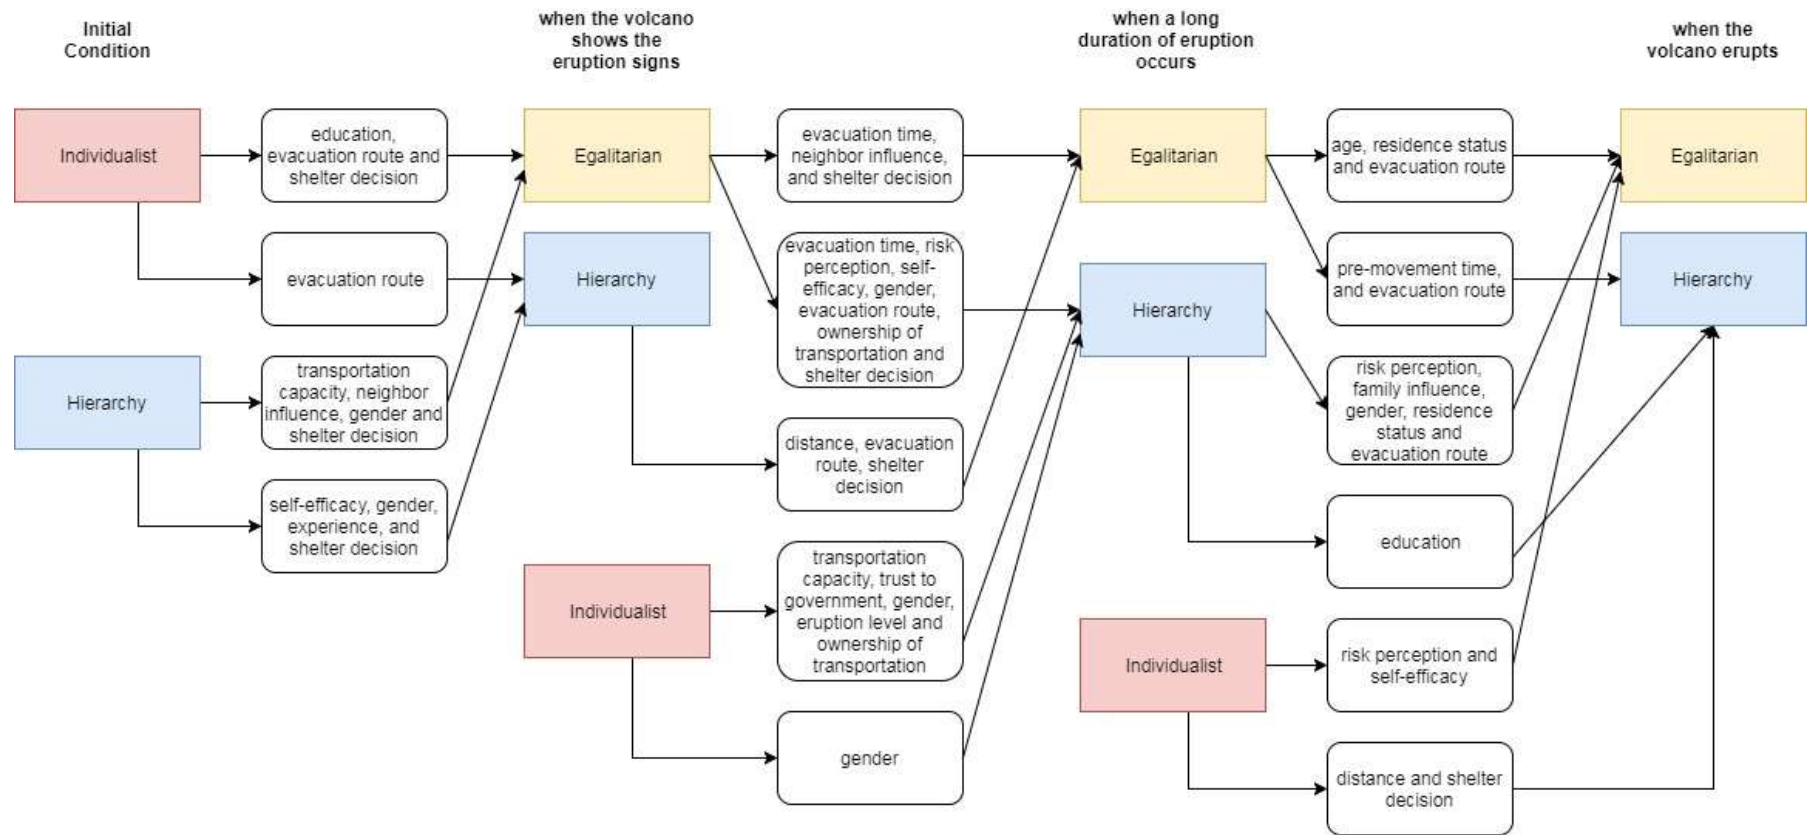 Initial
Condition
when the volcano
shows the
eruption signs
when a long
duration of eruption
occurs
when the
volcano erupts
Individualist
education,
evacuation route and
shelter decision
evacuation route
Hierarchy
transportation
capacity, neighbor
influence, gender and
shelter decision
self-efficacy, gender,
experience, and
shelter decision
Egalitarian
Hierarchy
Individualist
evacuation time,
neighbor influence,
and shelter decision
evacuation time, risk
perception, self-
efficacy, gender,
evacuation route,
ownership of
transportation and
shelter decision
distance, evacuation
route, shelter
decision
transportation
capacity, trust to
government, gender,
eruption level and
ownership of
transportation
gender
Egalitarian
Hierarchy
Individualist
age, residence status
and evacuation route
pre-movement time,
and evacuation route
risk perception,
family influence,
gender, residence
status and
evacuation route
education
risk perception and
self-efficacy
distance and shelter
decision
Egalitarian
Hierarchy